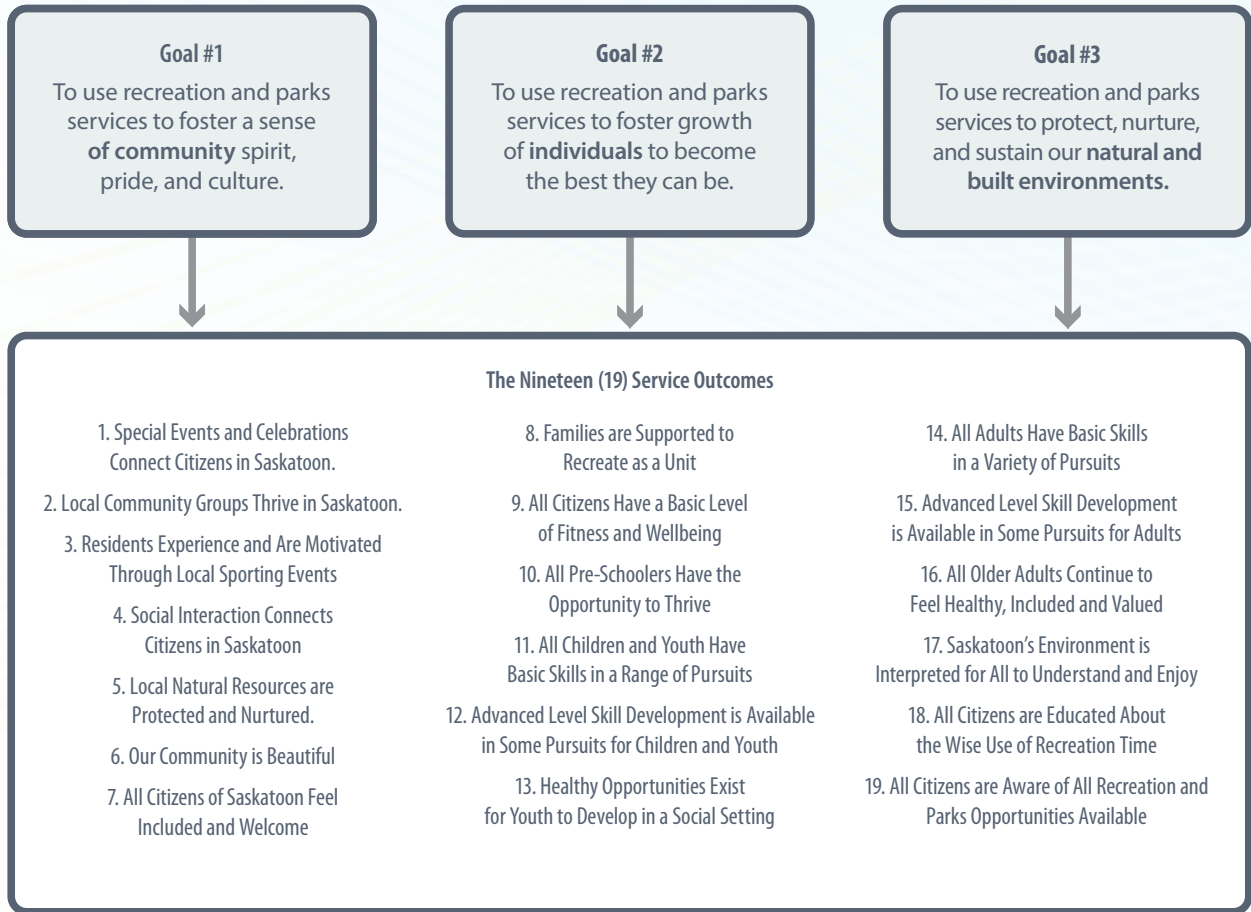 Goal #1
To use recreation and parks
services to foster a sense
of community spirit,
pride, and culture.
Goal #2
To use recreation and parks
services to foster growth
of individuals to become
the best they can be.
Goal #3
To use recreation and parks
services to protect, nurture,
and sustain our natural and
built environments.
The Nineteen (19) Service Outcomes
1. Special Events and Celebrations
Connect Citizens in Saskatoon.
2. Local Community Groups Thrive in Saskatoon.
3. Residents Experience and Are Motivated
Through Local Sporting Events
4. Social Interaction Connects
Citizens in Saskatoon
5. Local Natural Resources are
Protected and Nurtured.
6. Our Community is Beautiful
7. All Citizens of Saskatoon Feel
Included and Welcome
8. Families are Supported to
Recreate as a Unit
9. All Citizens Have a Basic Level
of Fitness and Wellbeing
10. All Pre-Schoolers Have the
Opportunity to Thrive
11. All Children and Youth Have
Basic Skills in a Range of Pursuits
12. Advanced Level Skill Development is Available
in Some Pursuits for Children and Youth
13. Healthy Opportunities Exist
for Youth to Develop in a Social Setting
14. All Adults Have Basic Skills
in a Variety of Pursuits
15. Advanced Level Skill Development
is Available in Some Pursuits for Adults
16. All Older Adults Continue to
Feel Healthy, Included and Valued
17. Saskatoon's Environment is
Interpreted for All to Understand and Enjoy
18. All Citizens are Educated About
the Wise Use of Recreation Time
19. All Citizens are Aware of All Recreation and
Parks Opportunities Available